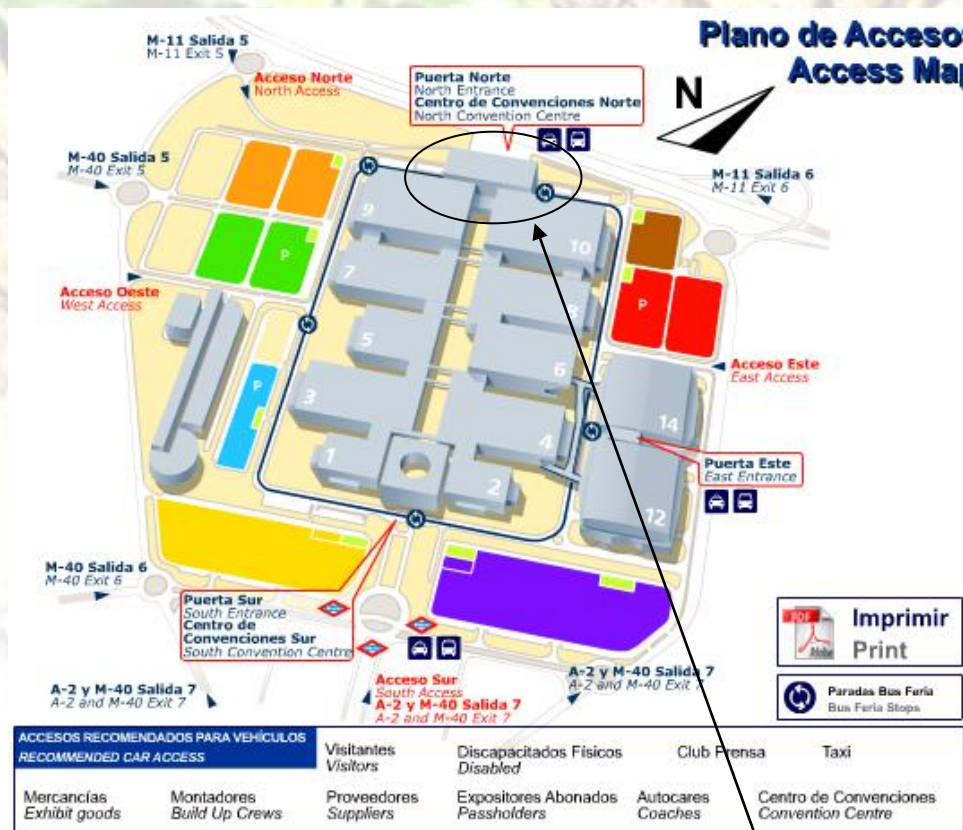 Plano de Acceso
Access Map
M-11 Salida 5
M-11 Exit 5
Acceso Norte
North Access
Puerta Norte
North Entrance
Centro de Convenciones Norte
North Convention Centre
N
M-40 Salida 5
M-40 Exit 5
M-11 Salida 6
M-11 Exit 6
9
10
P
7
8
P
Acceso Oeste
West Access
5
6
Acceso Este
East Access
P
3
14
4
1
2
Puerta Este
East Entrance
12
M-40 Salida 6
M-40 Exit 6
Puerta Sur
South Entrance
Centro de
Convenciones Sur
South Convention Centre
Acceso Sur
South Access
A-2 y M-40 Salida 7
A-2 and M-40 Exit 7
A-2 y M-40 Salida 7
A-2 and M-40 Exit 7
A-2 y M-40 Salida 7
A-2 and M-40 Exit 7
PDF
Adobe
Imprimir
Print
Paradas Bus Feria
Bus Feria Stops
ACCESOS RECOMENDADOS PARA VEHÍCULOS
RECOMMENDED CAR ACCESS
Visitantes
Visitors
Discapacitados Físicos
Disabled
Club Prensa
Taxi
Mercancías
Exhibit goods
Montadores
Build Up Crews
Proveedores
Suppliers
Expositores Abonados
Passholders
Autocares
Coaches
Centro de Convenciones
Convention Centre